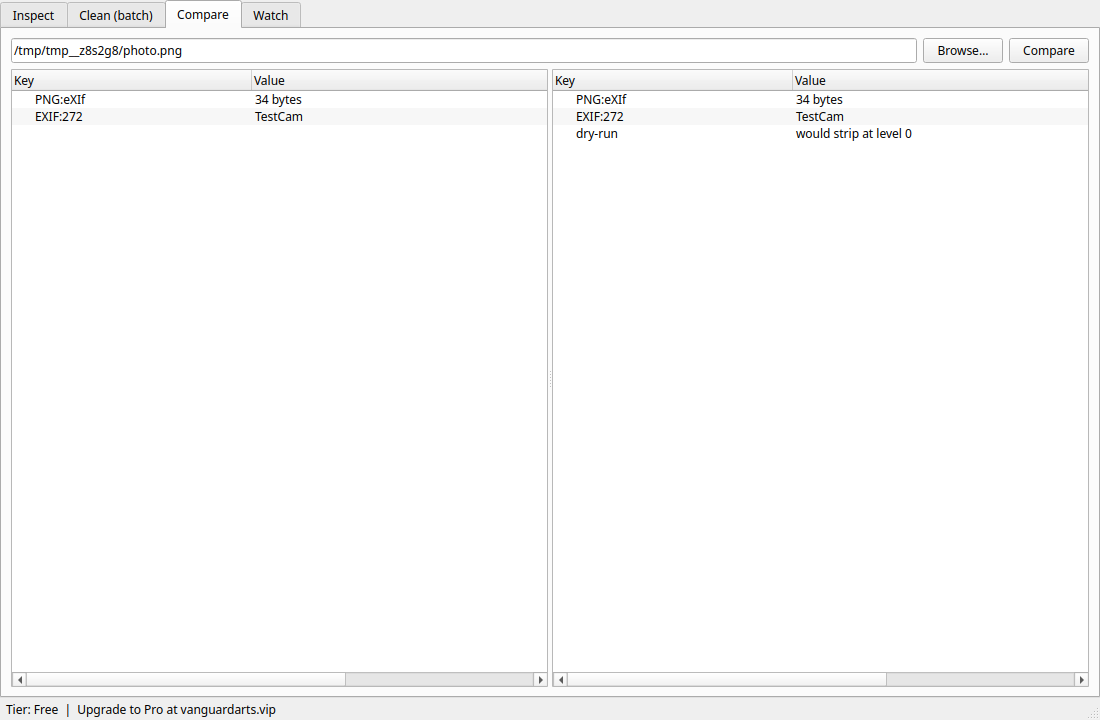 Inspect Clean (batch) Compare Watch
/tmp/tmp__z8s2g8/photo.png Browse... Compare
Key Value Key Value
PNG:eXIf 34 bytes PNG:eXIf 34 bytes
EXIF:272 TestCam EXIF:272 TestCam
dry-run would strip at level 0
Tier: Free | Upgrade to Pro at vanguardarts.vip